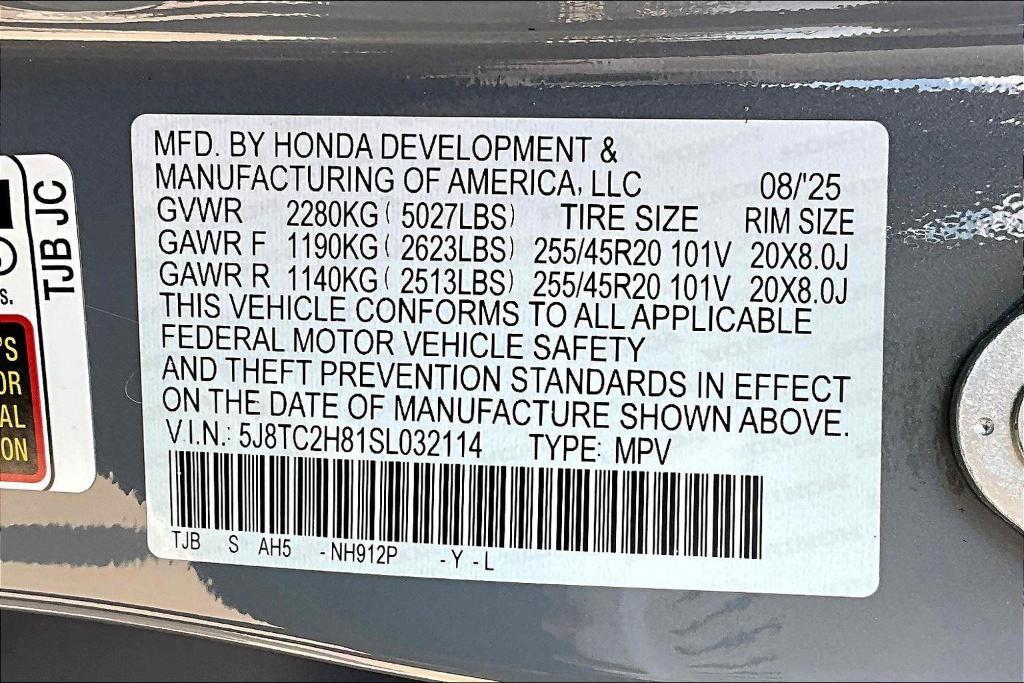 MFD. BY HONDA DEVELOPMENT &
MANUFACTURING OF AMERICA, LLC 08/'25
GVWR 2280KG ( 5027LBS) TIRE SIZE RIM SIZE
GAWR F 1190KG ( 2623LBS) 255/45R20 101V 20X8.0J
GAWR R 1140KG ( 2513LBS) 255/45R20 101V 20X8.0J
THIS VEHICLE CONFORMS TO ALL APPLICABLE
FEDERAL MOTOR VEHICLE SAFETY
AND THEFT PREVENTION STANDARDS IN EFFECT
ON THE DATE OF MANUFACTURE SHOWN ABOVE.
V.I.N.: 5J8TC2H81SL032114 TYPE: MPV
TJB S AH5 -NH912P -Y -L
TJB JC
S.
'S
OR
AL
ON